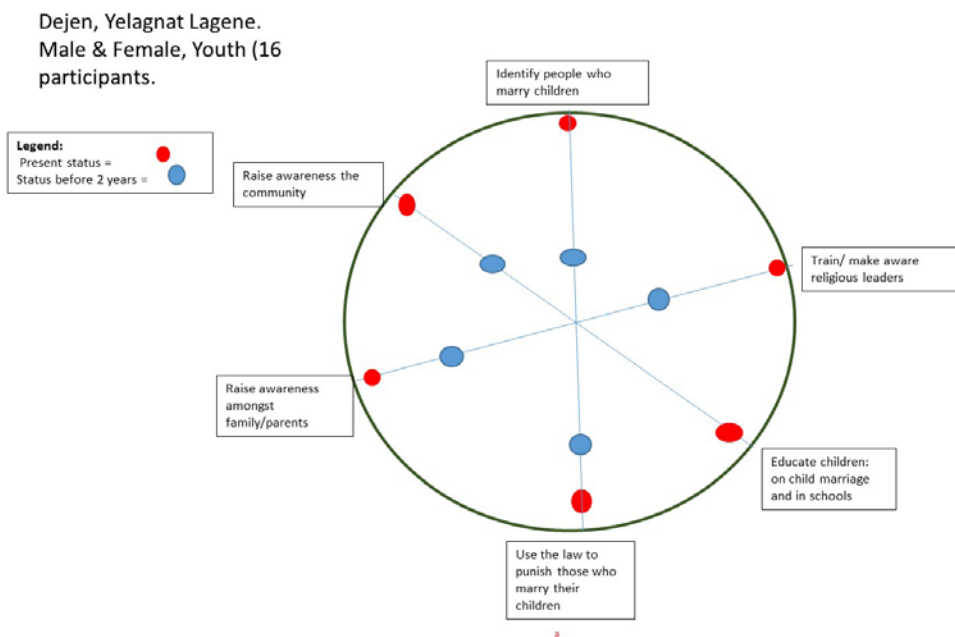 Dejen, Yelagnat Lagene.
Male & Female, Youth (16
participants.
Identify people who
marry children
Legend:
Present status =
Status before 2 years =
Raise awareness the
community
Train/ make aware
religious leaders
Raise awareness
amongst
family/parents
Educate children:
on child marriage
and in schools
Use the law to
punish those who
marry their
children
a